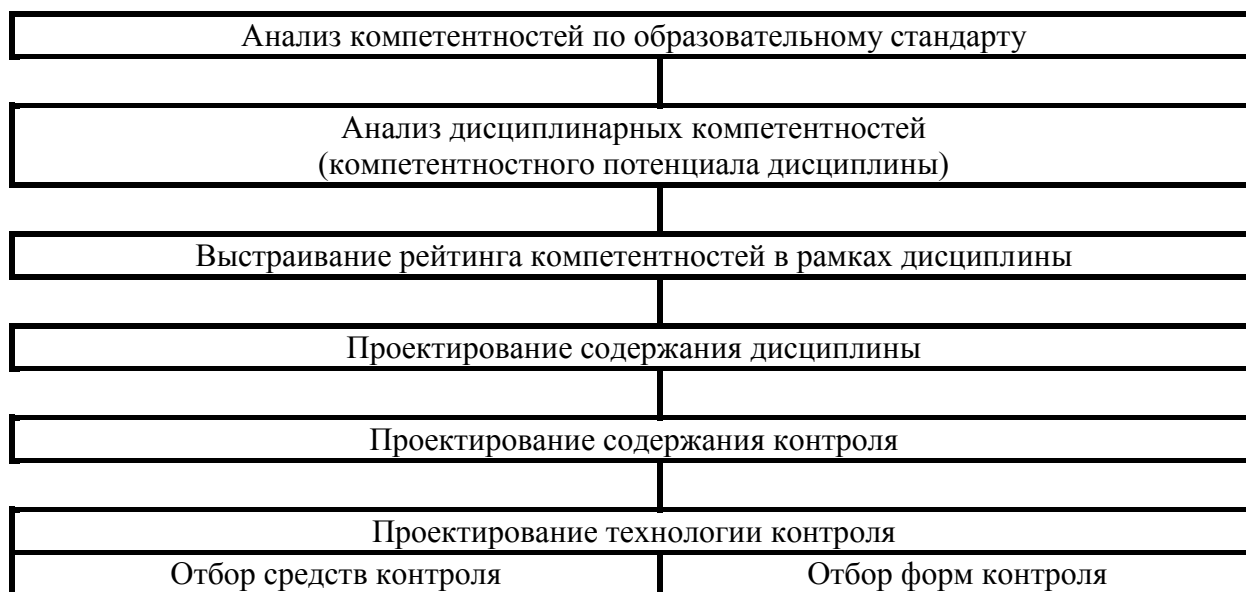 Анализ компетентностей по образовательному стандарту
Анализ дисциплинарных компетентностей
(компетентностного потенциала дисциплины)
Выстраивание рейтинга компетентностей в рамках дисциплины
Проектирование содержания дисциплины
Проектирование содержания контроля
Проектирование технологии контроля
Отбор средств контроля
Отбор форм контроля